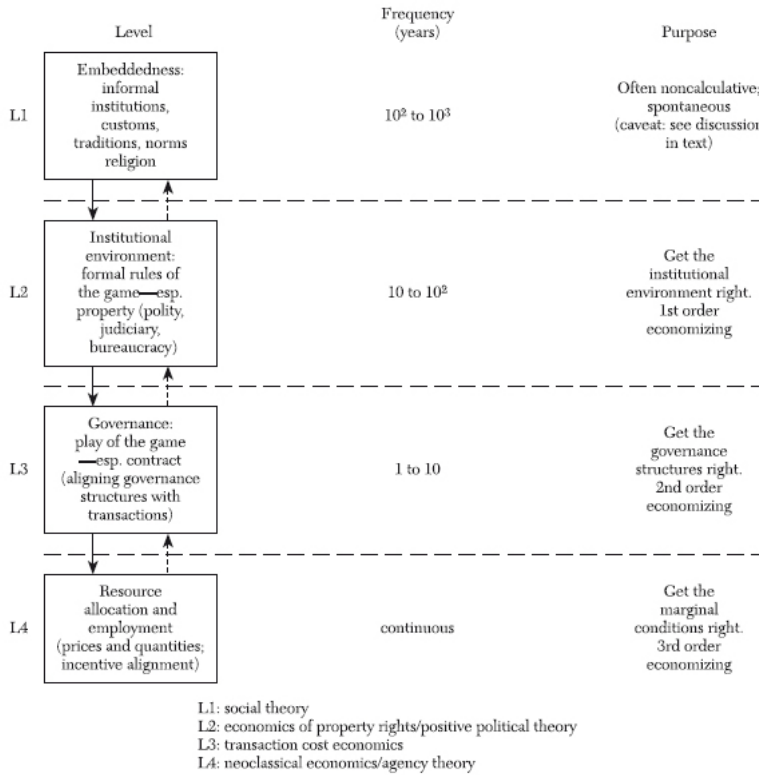 Level
Frequency
(years)
Purpose
L1
Embeddedness:
informal
institutions,
customs,
traditions, norms
religion
10² to 10³
Often noncalculative;
spontaneous
(caveat: see discussion
in text)
L2
Institutional
environment:
formal rules of
the game—esp.
property (polity,
judiciary,
bureaucracy)
10 to 10²
Get the
institutional
environment right.
1st order
economizing
L3
Governance:
play of the game
—esp. contract
(aligning governance
structures with
transactions)
1 to 10
Get the
governance
structures right.
2nd order
economizing
L4
Resource
allocation and
employment
(prices and quantities;
incentive alignment)
continuous
Get the
marginal
conditions right.
3rd order
economizing
L1: social theory
L2: economics of property rights/positive political theory
L3: transaction cost economics
L4: neoclassical economics/agency theory